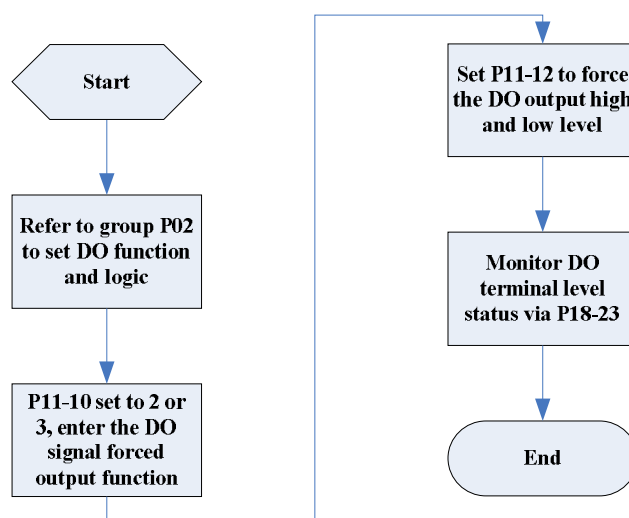 Start
Refer to group P02
to set DO function
and logic
P11-10 set to 2 or
3, enter the DO
signal forced
output function
Set P11-12 to force
the DO output high
and low level
Monitor DO
terminal level
status via P18-23
End